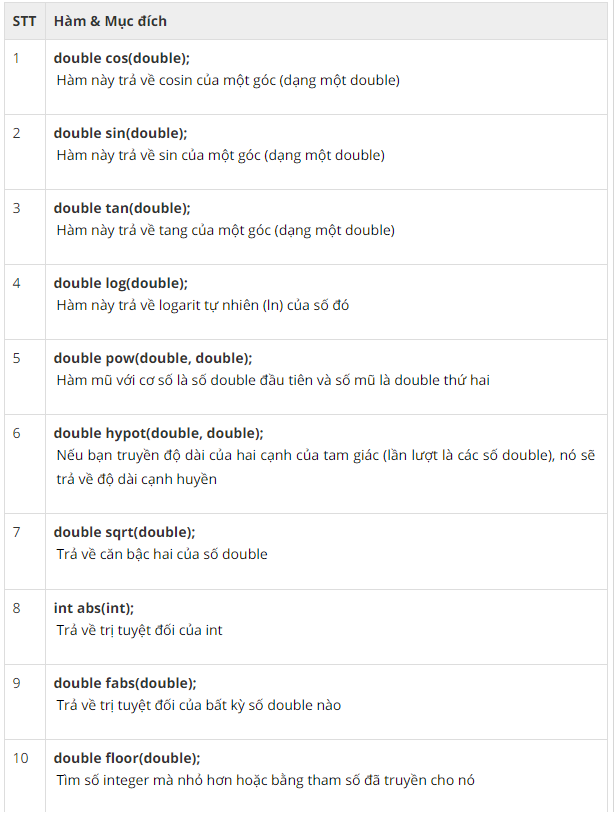 STT Hàm & Mục đích
1 double cos(double);
Hàm này trả về cosin của một góc (dạng một double)
2 double sin(double);
Hàm này trả về sin của một góc (dạng một double)
3 double tan(double);
Hàm này trả về tang của một góc (dạng một double)
4 double log(double);
Hàm này trả về logarit tự nhiên (ln) của số đó
5 double pow(double, double);
Hàm mũ với cơ số là số double đầu tiên và số mũ là double thứ hai
6 double hypot(double, double);
Nếu bạn truyền độ dài của hai cạnh của tam giác (lần lượt là các số double), nó sẽ
trả về độ dài cạnh huyền
7 double sqrt(double);
Trả về căn bậc hai của số double
8 int abs(int);
Trả về trị tuyệt đối của int
9 double fabs(double);
Trả về trị tuyệt đối của bất kỳ số double nào
10 double floor(double);
Tìm số integer mà nhỏ hơn hoặc bằng tham số đã truyền cho nó